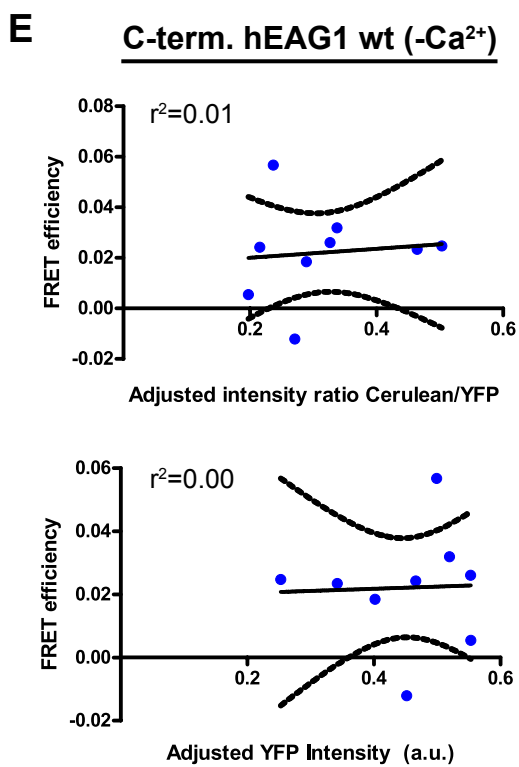 E
C-term. hEAG1 wt (-Ca²⁺)
r²=0.01
FRET efficiency
0.08
0.06
0.04
0.02
0.00
-0.02
0.2
0.4
0.6
Adjusted intensity ratio Cerulean/YFP
r²=0.00
FRET efficiency
0.06
0.04
0.02
0.00
-0.02
0.2
0.4
0.6
Adjusted YFP Intensity (a.u.)